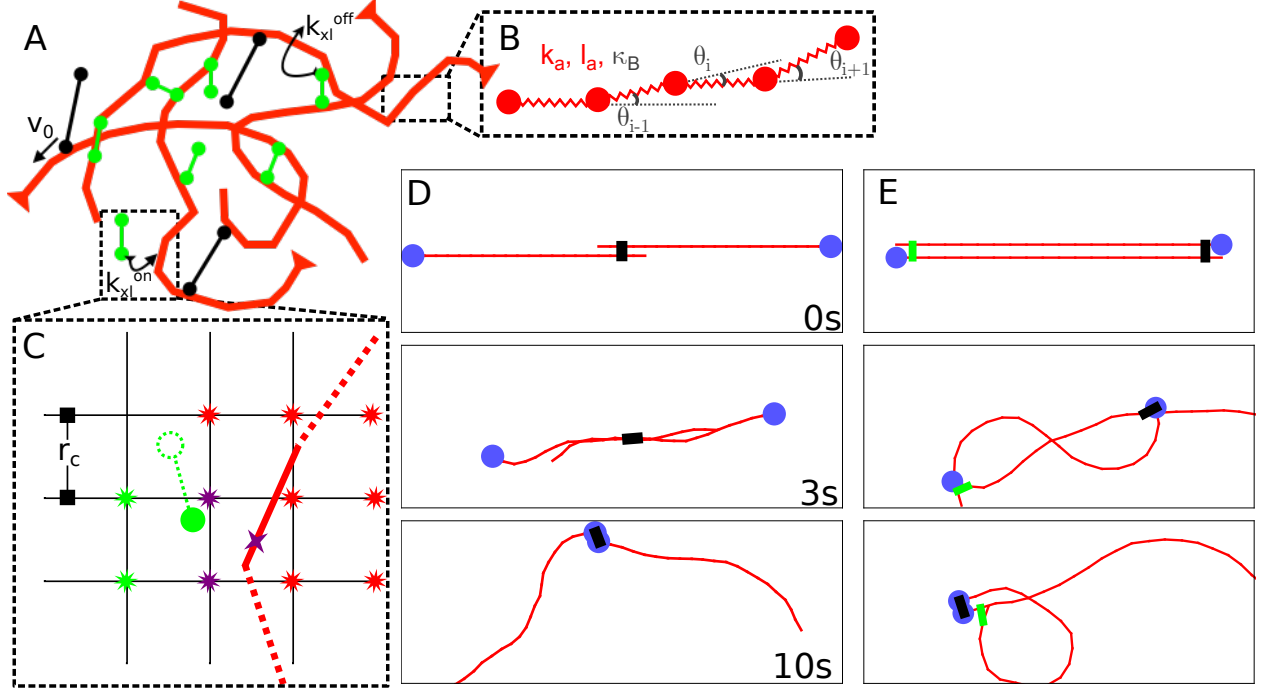 A
k_xl^off
v_0
k_xl^on
B
k_a, l_a, κ_B
θ_i-1
θ_i
θ_i+1
C
r_c
D
0s
3s
10s
E